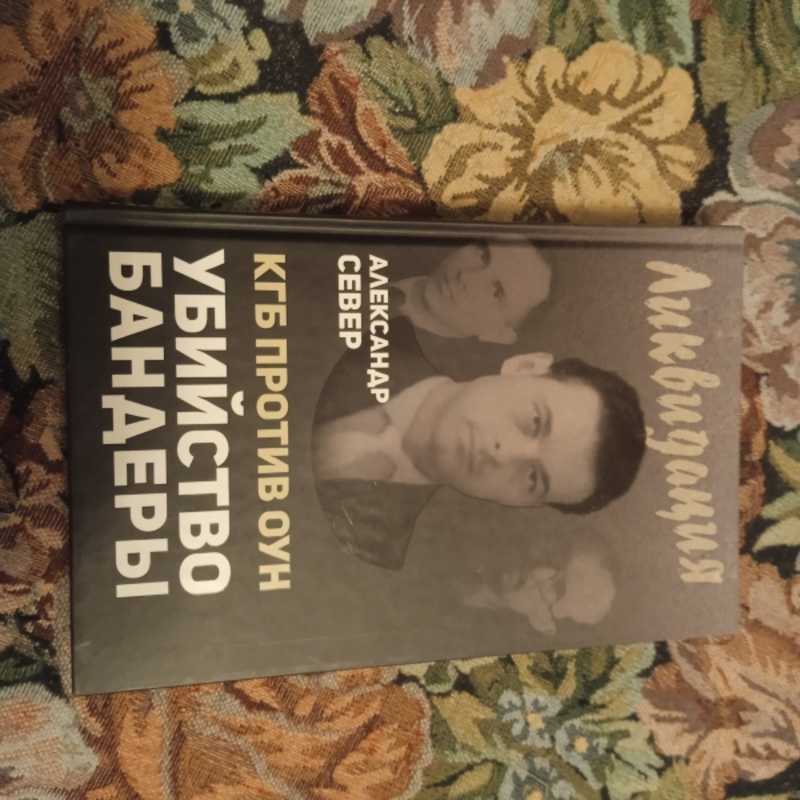 Ликвидация
АЛЕКСАНДР
СЕВЕР
КГБ ПРОТИВ ОУН
УБИЙСТВО
БАНДЕРЫ